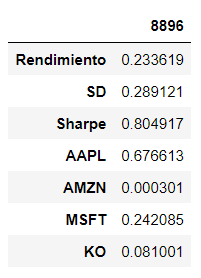 8896
Rendimiento 0.233619
SD 0.289121
Sharpe 0.804917
AAPL 0.676613
AMZN 0.000301
MSFT 0.242085
KO 0.081001